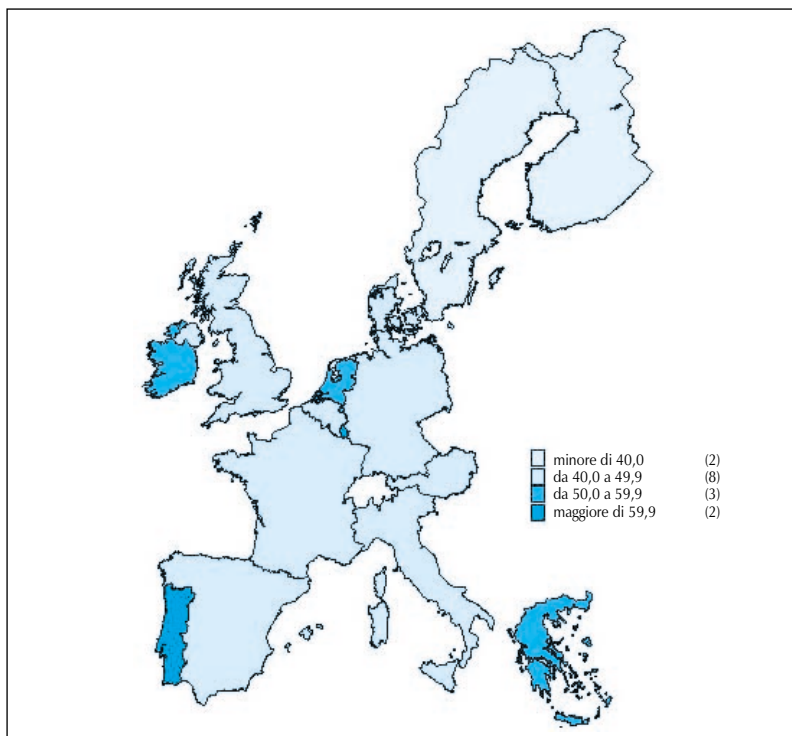 minore di 40,0 (2)
da 40,0 a 49,9 (8)
da 50,0 a 59,9 (3)
maggiore di 59,9 (2)